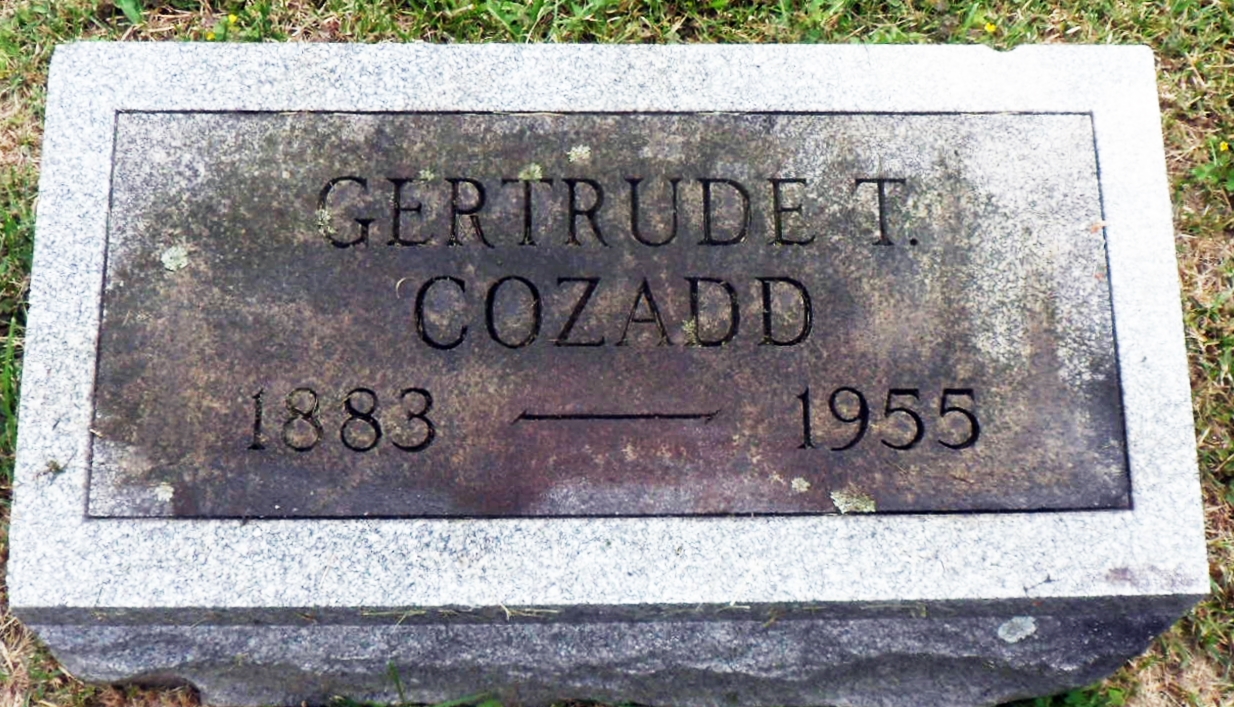 GERTRUDE T.
COZADD
1883 — 1955